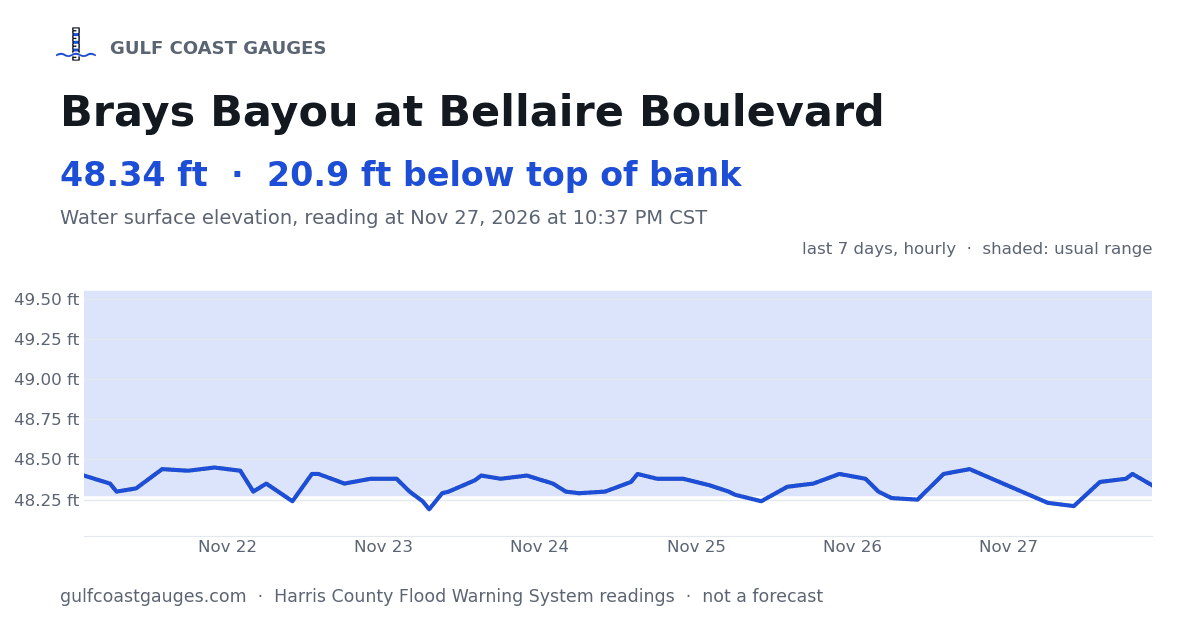 GULF COAST GAUGES
Brays Bayou at Bellaire Boulevard
48.34 ft · 20.9 ft below top of bank
Water surface elevation, reading at Nov 27, 2026 at 10:37 PM CST
last 7 days, hourly · shaded: usual range
49.50 ft
49.25 ft
49.00 ft
48.75 ft
48.50 ft
48.25 ft
Nov 22 Nov 23 Nov 24 Nov 25 Nov 26 Nov 27
gulfcoastgauges.com · Harris County Flood Warning System readings · not a forecast